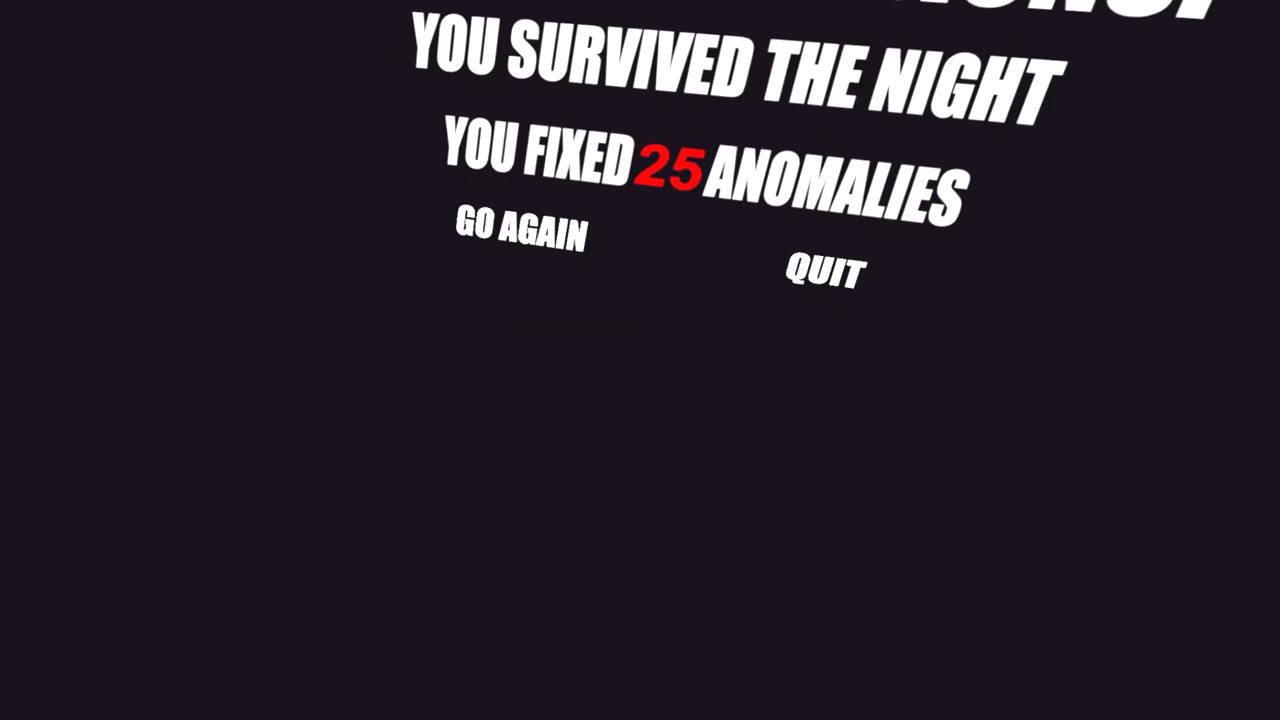 YOU SURVIVED THE NIGHT
YOU FIXED 25 ANOMALIES
GO AGAIN
QUIT